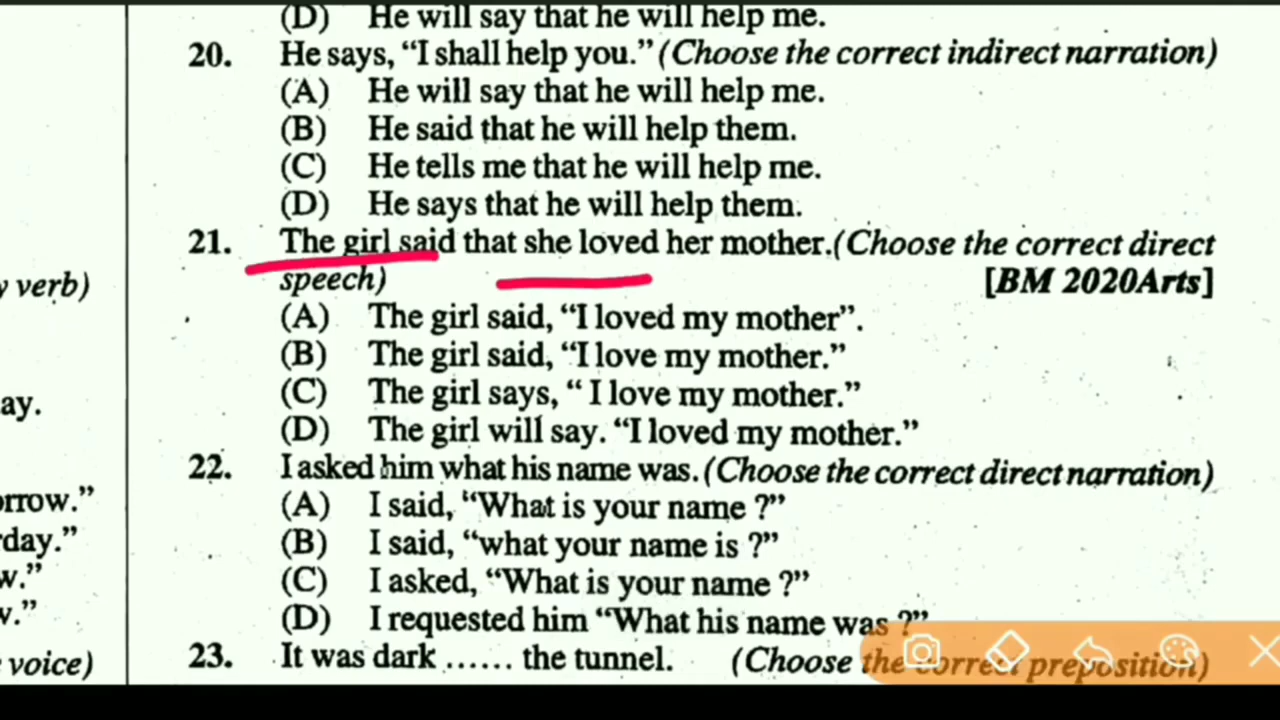 (D) He will say that he will help me.
20. He says, “I shall help you.” (Choose the correct indirect narration)
(A) He will say that he will help me.
(B) He said that he will help them.
(C) He tells me that he will help me.
(D) He says that he will help them.
21. The girl said that she loved her mother.(Choose the correct direct
y verb) speech) [BM 2020Arts]
(A) The girl said, “I loved my mother”.
(B) The girl said, “I love my mother.”
ay. (C) The girl says, “ I love my mother.”
(D) The girl will say. “I loved my mother.”
22. I asked him what his name was. (Choose the correct direct narration)
orrow.” (A) I said, “What is your name ?”
rday.” (B) I said, “what your name is ?”
w.” (C) I asked, “What is your name ?”
v.” (D) I requested him “What his name was ?”
voice) 23. It was dark ...... the tunnel. (Choose the correct preposition)